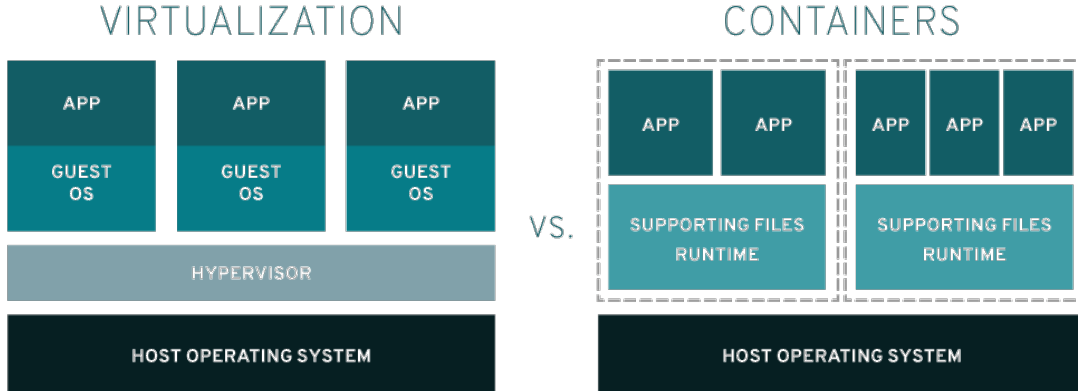 VIRTUALIZATION
APP
APP
APP
GUEST
OS
GUEST
OS
GUEST
OS
HYPERVISOR
HOST OPERATING SYSTEM
VS.
CONTAINERS
APP
APP
APP
APP
APP
SUPPORTING FILES
RUNTIME
SUPPORTING FILES
RUNTIME
HOST OPERATING SYSTEM